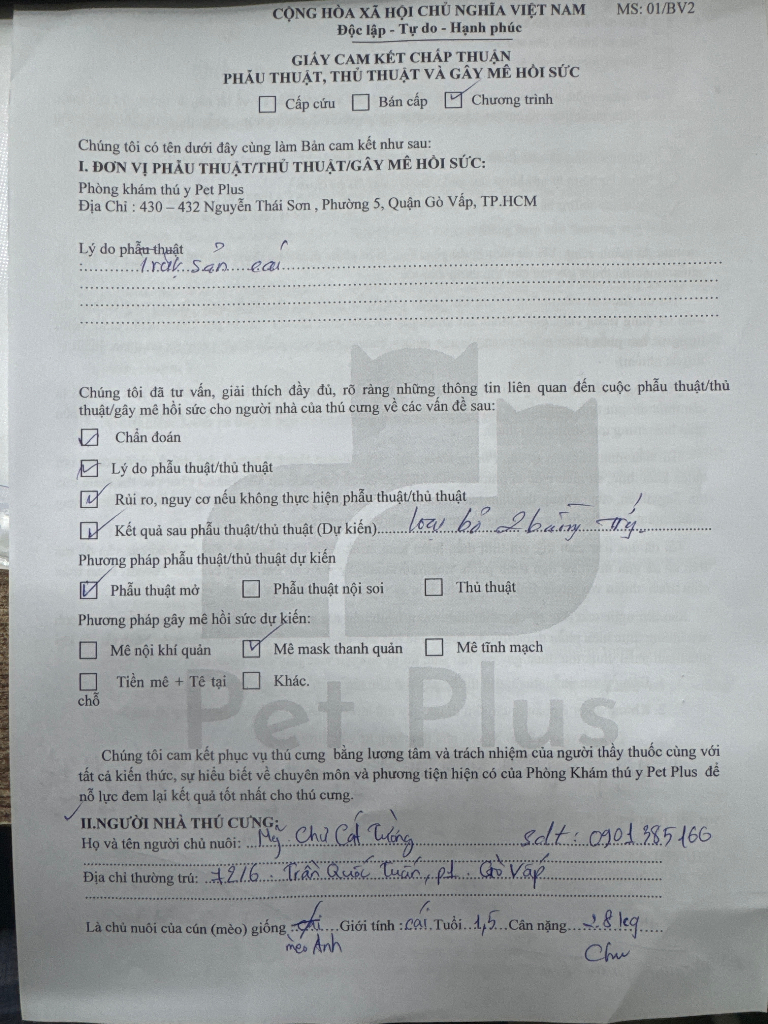 CỘNG HÒA XÃ HỘI CHỦ NGHĨA VIỆT NAM MS: 01/BV2
Độc lập - Tự do - Hạnh phúc
GIẤY CAM KẾT CHẤP THUẬN
PHẪU THUẬT, THỦ THUẬT VÀ GÂY MÊ HỒI SỨC
Cấp cứu Bán cấp Chương trình
Chúng tôi có tên dưới đây cùng làm Bản cam kết như sau:
I. ĐƠN VỊ PHẪU THUẬT/THỦ THUẬT/GÂY MÊ HỒI SỨC:
Phòng khám thú y Pet Plus
Địa Chỉ : 430 – 432 Nguyễn Thái Sơn , Phường 5, Quận Gò Vấp, TP.HCM
Lý do phẫu thuật
: Triệt sản cái
Chúng tôi đã tư vấn, giải thích đầy đủ, rõ ràng những thông tin liên quan đến cuộc phẫu thuật/thủ
thuật/gây mê hồi sức cho người nhà của thú cưng về các vấn đề sau:
Chẩn đoán
Lý do phẫu thuật/thủ thuật
Rủi ro, nguy cơ nếu không thực hiện phẫu thuật/thủ thuật
Kết quả sau phẫu thuật/thủ thuật (Dự kiến) loại bỏ 2 buồng trứng
Phương pháp phẫu thuật/thủ thuật dự kiến
Phẫu thuật mở Phẫu thuật nội soi Thủ thuật
Phương pháp gây mê hồi sức dự kiến:
Mê nội khí quản Mê mask thanh quản Mê tĩnh mạch
Tiền mê + Tê tại Khác.
chỗ
Pet Plus
Chúng tôi cam kết phục vụ thú cưng bằng lương tâm và trách nhiệm của người thầy thuốc cùng với
tất cả kiến thức, sự hiểu biết về chuyên môn và phương tiện hiện có của Phòng Khám thú y Pet Plus để
nỗ lực đem lại kết quả tốt nhất cho thú cưng.
II.NGƯỜI NHÀ THÚ CƯNG:
Họ và tên người chủ nuôi: Mỹ Chu Cát Tường sdt: 0901385166
Địa chỉ thường trú: 72/6 Trần Quốc Tuấn, p1. Gò Vấp
Là chủ nuôi của cún (mèo) giống Giới tính : cái Tuổi 1,5 Cân nặng 2.8 kg
mèo Anh Chu